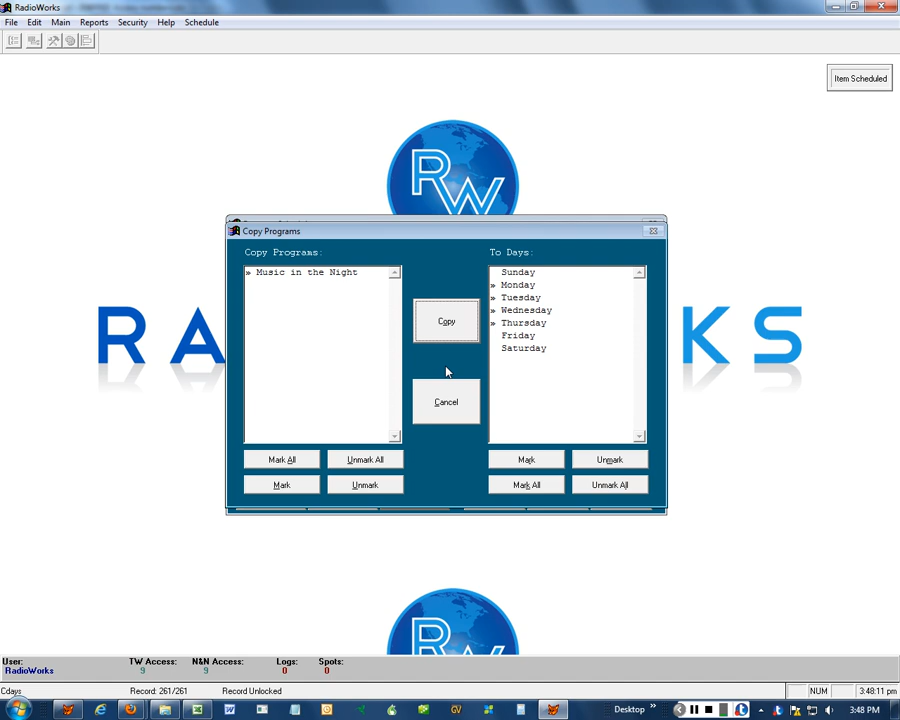 RadioWorks
File Edit Main Reports Security Help Schedule
Item Scheduled
RW
RA
KS
Copy Programs
Copy Programs:
To Days:
» Music in the Night
Sunday
» Monday
» Tuesday
» Wednesday
» Thursday
Friday
Saturday
Copy
Cancel
Mark All Unmark All
Mark Unmark
Mark Unmark
Mark All Unmark All
User: TW Access: N&N Access: Logs: Spots:
RadioWorks 9 9 0 0
Cdays Record: 261/261 Record Unlocked NUM 3:48:11 pm
Desktop » 3:48 PM